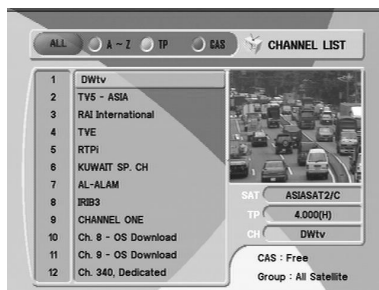 ALL A ~ Z TP CAS CHANNEL LIST
1 DWtv
2 TV5 - ASIA
3 RAI International
4 TVE
5 RTPi
6 KUWAIT SP. CH
7 AL-ALAM
8 IRIB3
9 CHANNEL ONE
10 Ch. 8 - OS Download
11 Ch. 9 - OS Download
12 Ch. 340, Dedicated
SAT ASIASAT2/C
TP 4.000(H)
CH DWtv
CAS : Free
Group : All Satellite